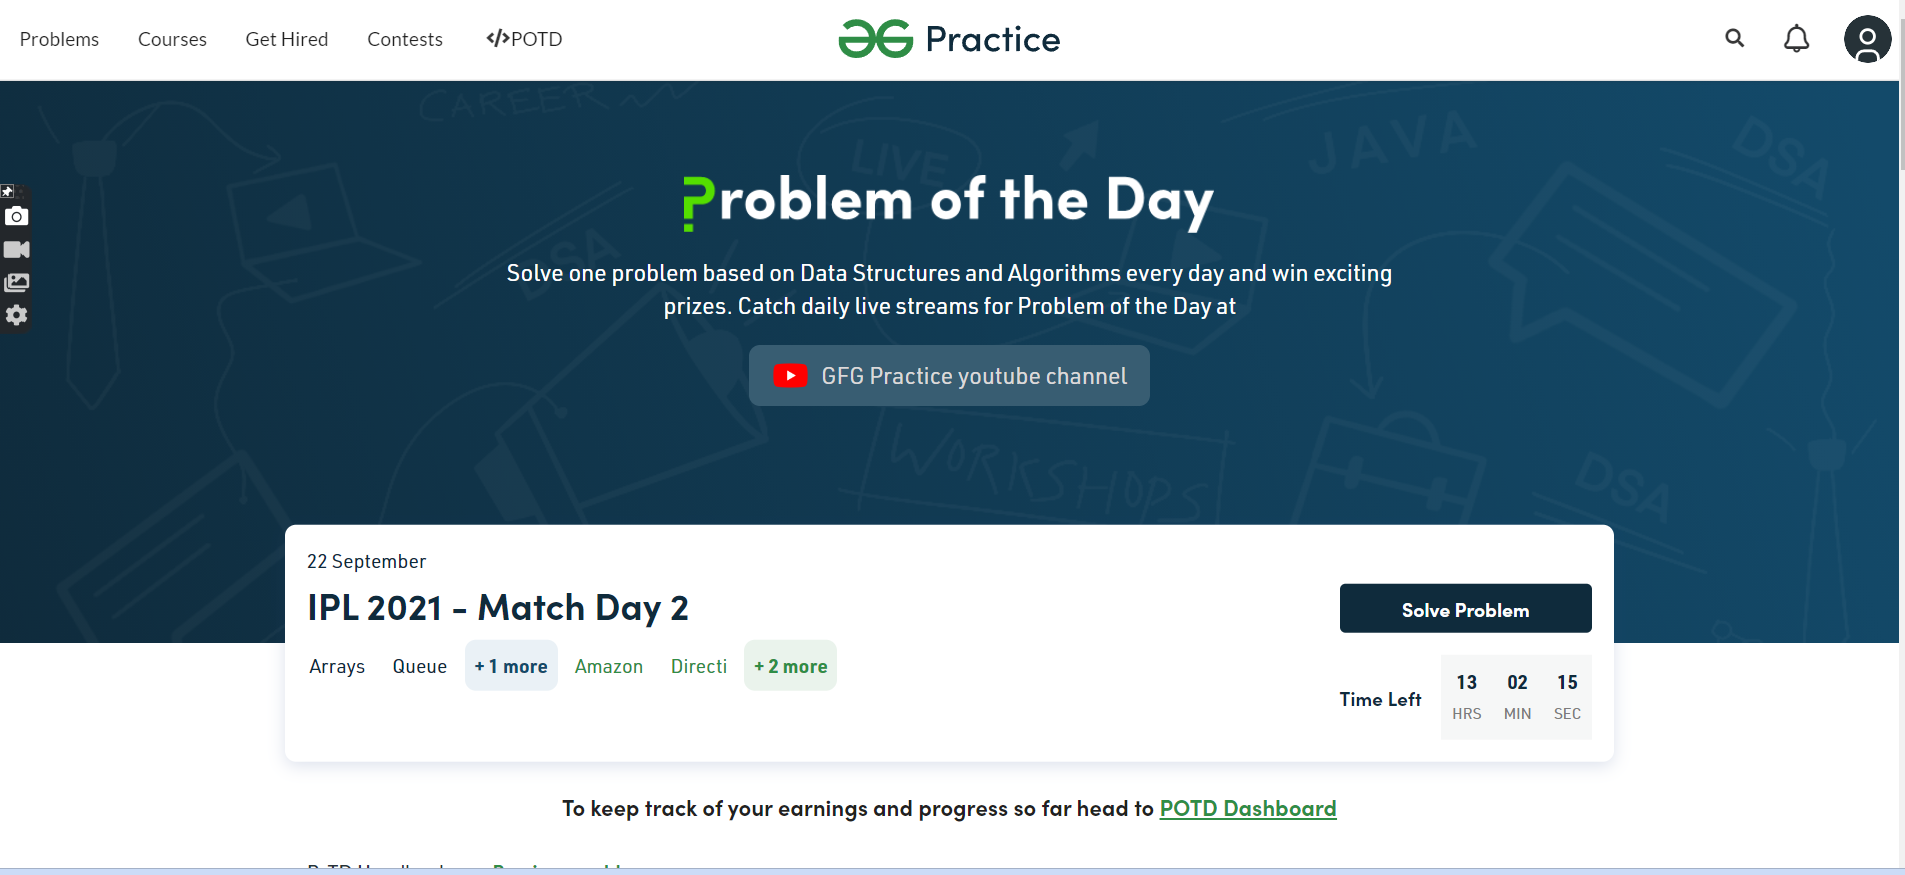 Problems Courses Get Hired Contests </>POTD
Practice
CAREER
LIVE
JAVA
DSA
Problem of the Day
DSA
Solve one problem based on Data Structures and Algorithms every day and win exciting
prizes. Catch daily live streams for Problem of the Day at
GFG Practice youtube channel
WORKSHOPS
DSA
22 September
IPL 2021 - Match Day 2
Solve Problem
Arrays Queue + 1 more Amazon Directi + 2 more
Time Left
13 02 15
HRS MIN SEC
To keep track of your earnings and progress so far head to POTD Dashboard